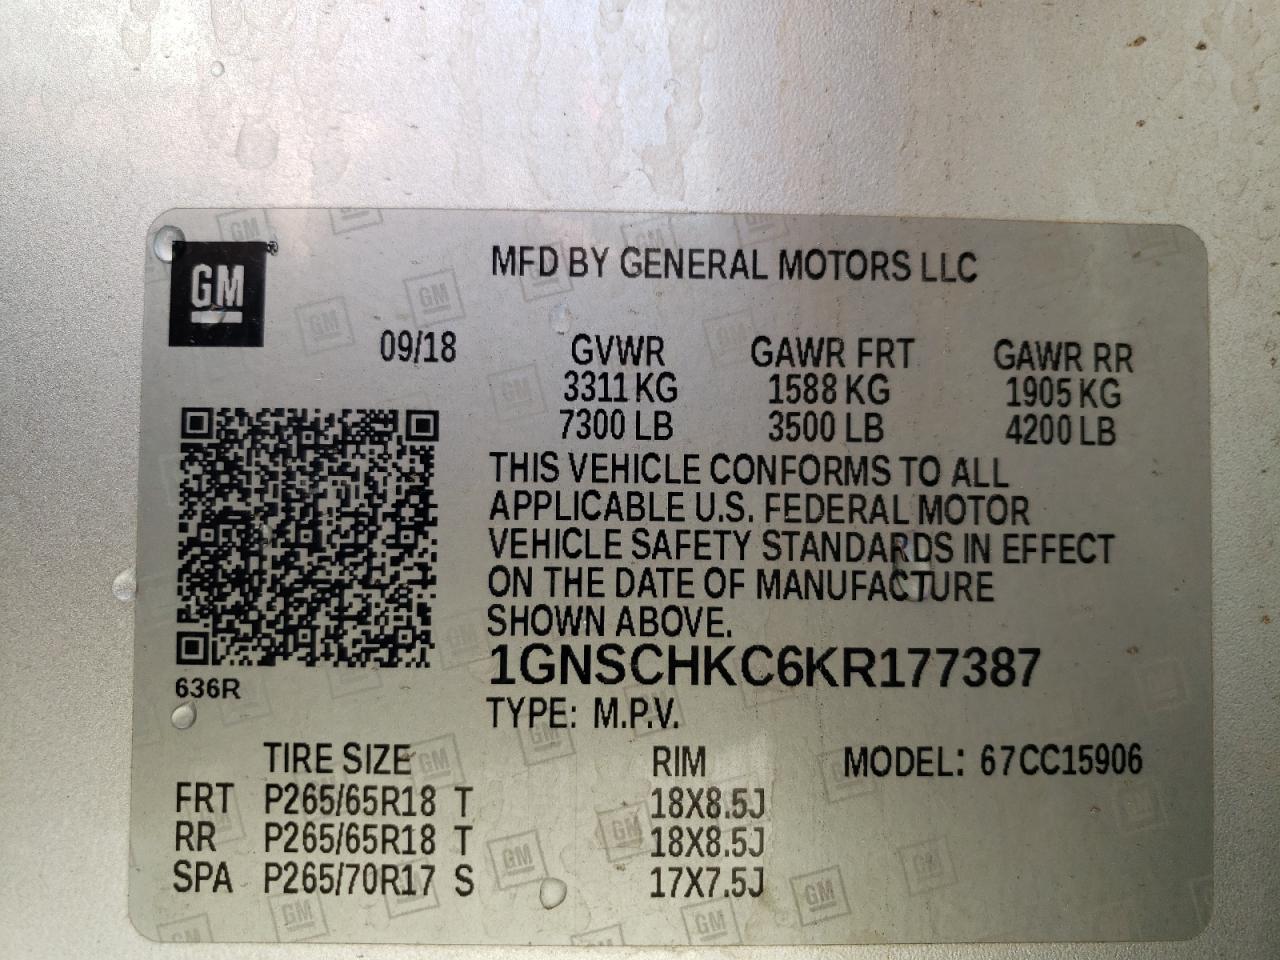 GM ®
MFD BY GENERAL MOTORS LLC
09/18 GVWR GAWR FRT GAWR RR
3311 KG 1588 KG 1905 KG
7300 LB 3500 LB 4200 LB
THIS VEHICLE CONFORMS TO ALL
APPLICABLE U.S. FEDERAL MOTOR
VEHICLE SAFETY STANDARDS IN EFFECT
ON THE DATE OF MANUFACTURE
SHOWN ABOVE.
1GNSCHKC6KR177387
636R
TYPE: M.P.V.
TIRE SIZE RIM MODEL: 67CC15906
FRT P265/65R18 T 18X8.5J
RR P265/65R18 T 18X8.5J
SPA P265/70R17 S 17X7.5J